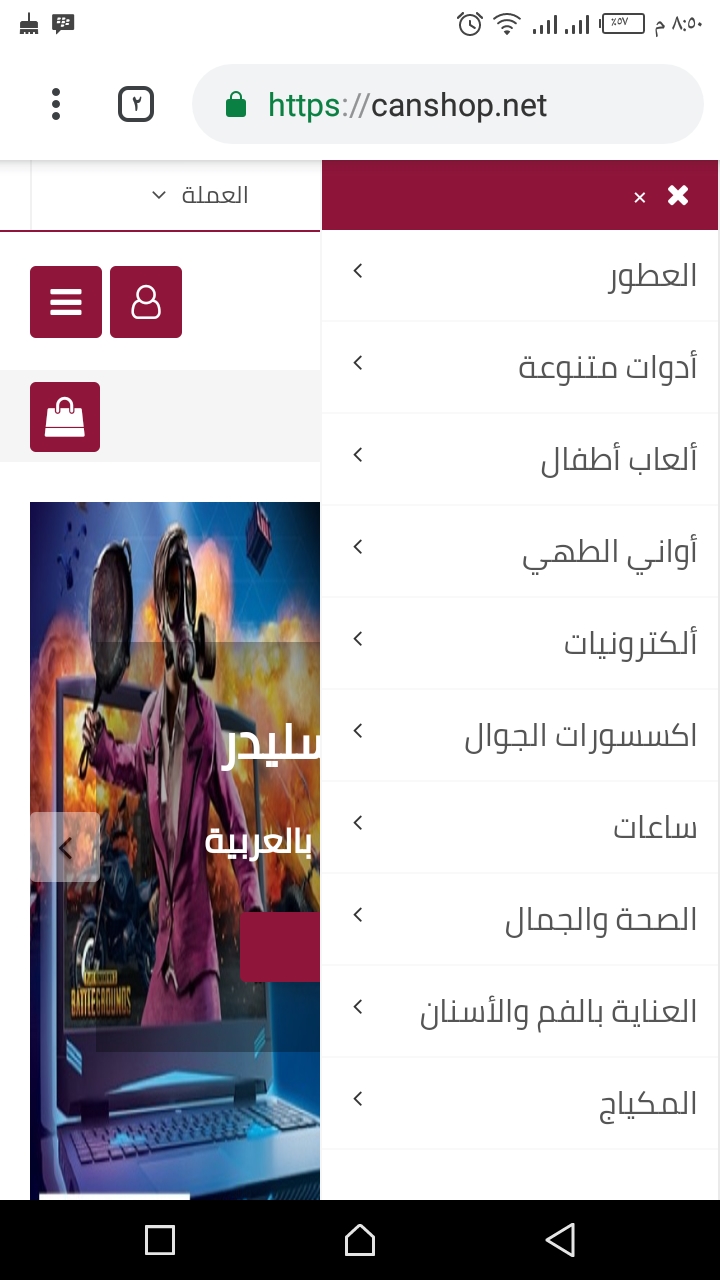 ٨:٥٠ م
٪٥٧
https://canshop.net
٢
العملة
×
العطور
أدوات متنوعة
ألعاب أطفال
أواني الطهي
ألكترونيات
اكسسورات الجوال
ساعات
الصحة والجمال
العناية بالفم والأسنان
المكياج
سليدر
بالعربية
BATTLEGROUNDS